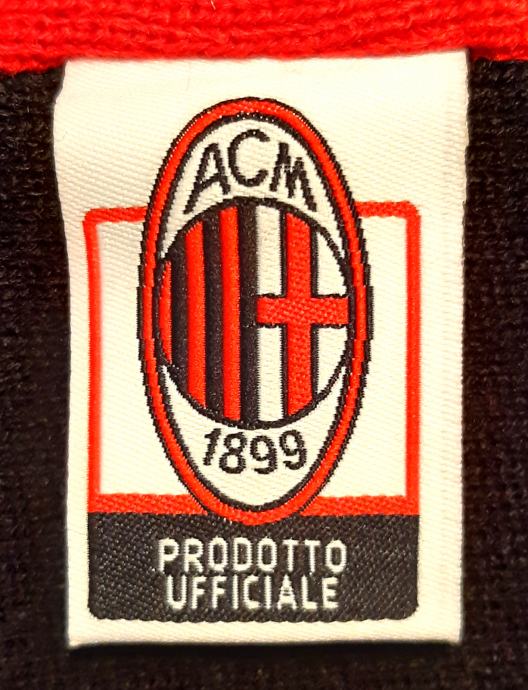 ACM
1899
PRODOTTO
UFFICIALE